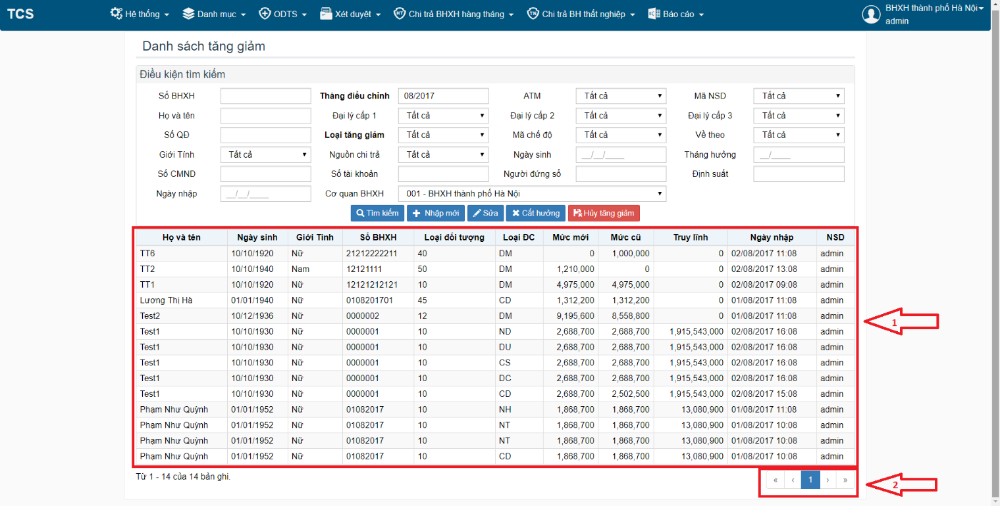 TCS Hệ thống Danh mục ODTS Xét duyệt Chi trả BHXH hàng tháng Chi trả BH thất nghiệp Báo cáo BHXH thành phố Hà Nội
admin
Danh sách tăng giảm
Điều kiện tìm kiếm
Sổ BHXH Tháng điều chỉnh 08/2017 ATM Tất cả Mã NSD Tất cả
Họ và tên Đại lý cấp 1 Tất cả Đại lý cấp 2 Tất cả Đại lý cấp 3 Tất cả
Số QĐ Loại tăng giảm Tất cả Mã chế độ Tất cả Về theo Tất cả
Giới Tính Tất cả Nguồn chi trả Tất cả Ngày sinh __/__/____ Tháng hưởng __/____
Số CMND Số tài khoản Người đứng sổ Định suất
Ngày nhập __/__/____ Cơ quan BHXH 001 - BHXH thành phố Hà Nội
Tìm kiếm Nhập mới Sửa Cắt hưởng Hủy tăng giảm
Họ và tên Ngày sinh Giới Tính Sổ BHXH Loại đối tượng Loại ĐC Mức mới Mức cũ Truy lĩnh Ngày nhập NSD
TT6 10/10/1920 Nữ 21212222211 40 DM 0 1,000,000 0 02/08/2017 11:08 admin
TT2 10/10/1940 Nam 12121111 50 DM 1,210,000 0 0 02/08/2017 13:08 admin
TT1 10/10/1920 Nữ 12121212121 10 DM 4,975,000 4,975,000 0 02/08/2017 09:08 admin
Lương Thị Hà 01/01/1940 Nữ 0108201701 45 CD 1,312,200 1,312,200 0 01/08/2017 11:08 admin
Test2 10/12/1936 Nữ 0000002 12 DM 9,195,600 8,558,800 0 01/08/2017 11:08 admin
Test1 10/10/1930 Nữ 0000001 10 ND 2,688,700 2,688,700 1,915,543,000 02/08/2017 16:08 admin
Test1 10/10/1930 Nữ 0000001 10 DU 2,688,700 2,688,700 1,915,543,000 02/08/2017 16:08 admin
Test1 10/10/1930 Nữ 0000001 10 CS 2,688,700 2,688,700 1,915,543,000 02/08/2017 16:08 admin
Test1 10/10/1930 Nữ 0000001 10 DC 2,688,700 2,688,700 1,915,543,000 02/08/2017 16:08 admin
Test1 10/10/1930 Nữ 0000001 10 CD 2,688,700 2,502,500 1,915,543,000 02/08/2017 15:08 admin
Phạm Như Quỳnh 01/01/1952 Nữ 01082017 10 NH 1,868,700 1,868,700 13,080,900 01/08/2017 11:08 admin
Phạm Như Quỳnh 01/01/1952 Nữ 01082017 10 NT 1,868,700 1,868,700 13,080,900 01/08/2017 10:08 admin
Phạm Như Quỳnh 01/01/1952 Nữ 01082017 10 NT 1,868,700 1,868,700 13,080,900 01/08/2017 10:08 admin
Phạm Như Quỳnh 01/01/1952 Nữ 01082017 10 CD 1,868,700 1,868,700 13,080,900 01/08/2017 10:08 admin
1
Từ 1 - 14 của 14 bản ghi. « ‹ 1 › »
2